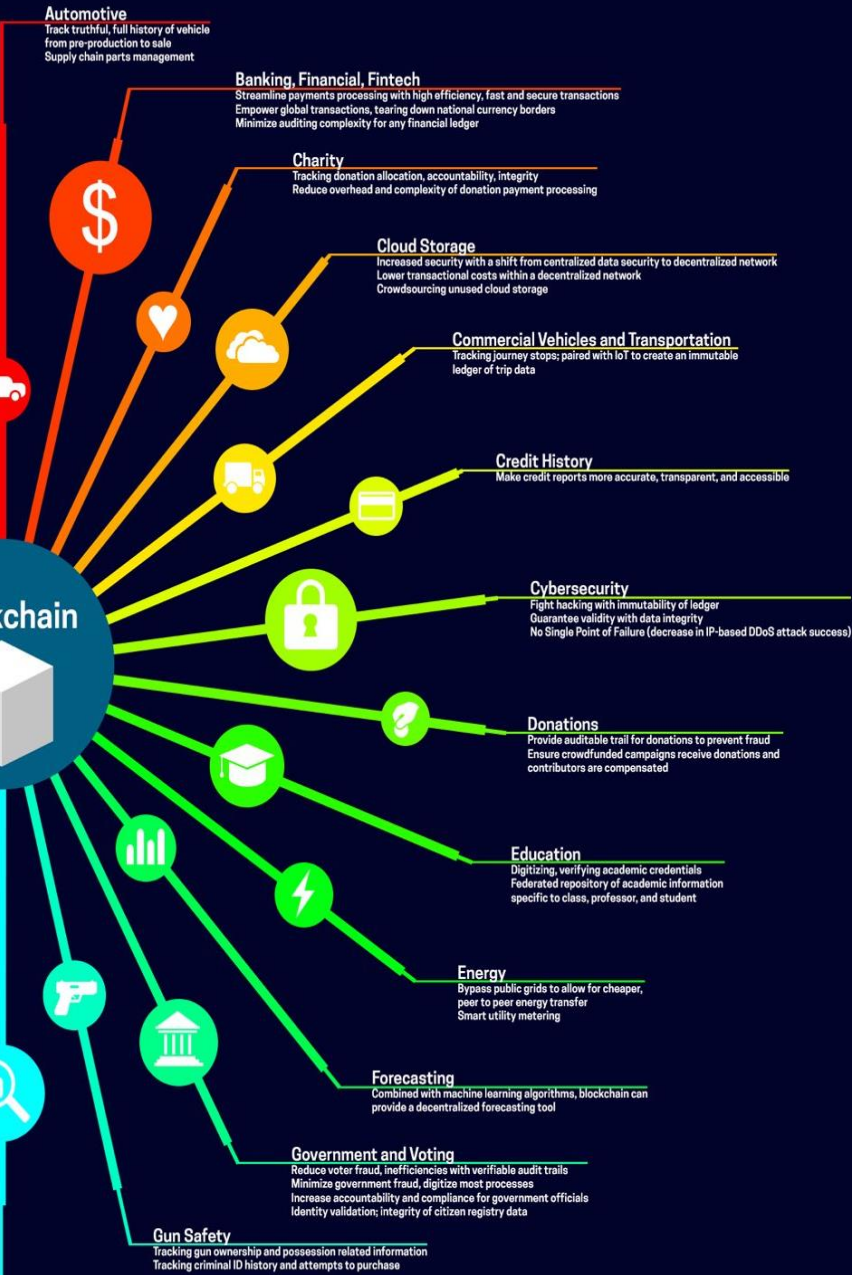 Automotive
Track truthful, full history of vehicle
from pre-production to sale
Supply chain parts management
Banking, Financial, Fintech
Streamline payments processing with high efficiency, fast and secure transactions
Empower global transactions, tearing down national currency borders
Minimize auditing complexity for any financial ledger
$
Charity
Tracking donation allocation, accountability, integrity
Reduce overhead and complexity of donation payment processing
Cloud Storage
Increased security with a shift from centralized data security to decentralized network
Lower transactional costs within a decentralized network
Crowdsourcing unused cloud storage
Commercial Vehicles and Transportation
Tracking journey stops; paired with IoT to create an immutable
ledger of trip data
Credit History
Make credit reports more accurate, transparent, and accessible
kchain
Cybersecurity
Fight hacking with immutability of ledger
Guarantee validity with data integrity
No Single Point of Failure (decrease in IP-based DDoS attack success)
Donations
Provide auditable trail for donations to prevent fraud
Ensure crowdfunded campaigns receive donations and
contributors are compensated
Education
Digitizing, verifying academic credentials
Federated repository of academic information
specific to class, professor, and student
Energy
Bypass public grids to allow for cheaper,
peer to peer energy transfer
Smart utility metering
Forecasting
Combined with machine learning algorithms, blockchain can
provide a decentralized forecasting tool
Government and Voting
Reduce voter fraud, inefficiencies with verifiable audit trails
Minimize government fraud, digitize most processes
Increase accountability and compliance for government officials
Identity validation; integrity of citizen registry data
Gun Safety
Tracking gun ownership and possession related information
Tracking criminal ID history and attempts to purchase